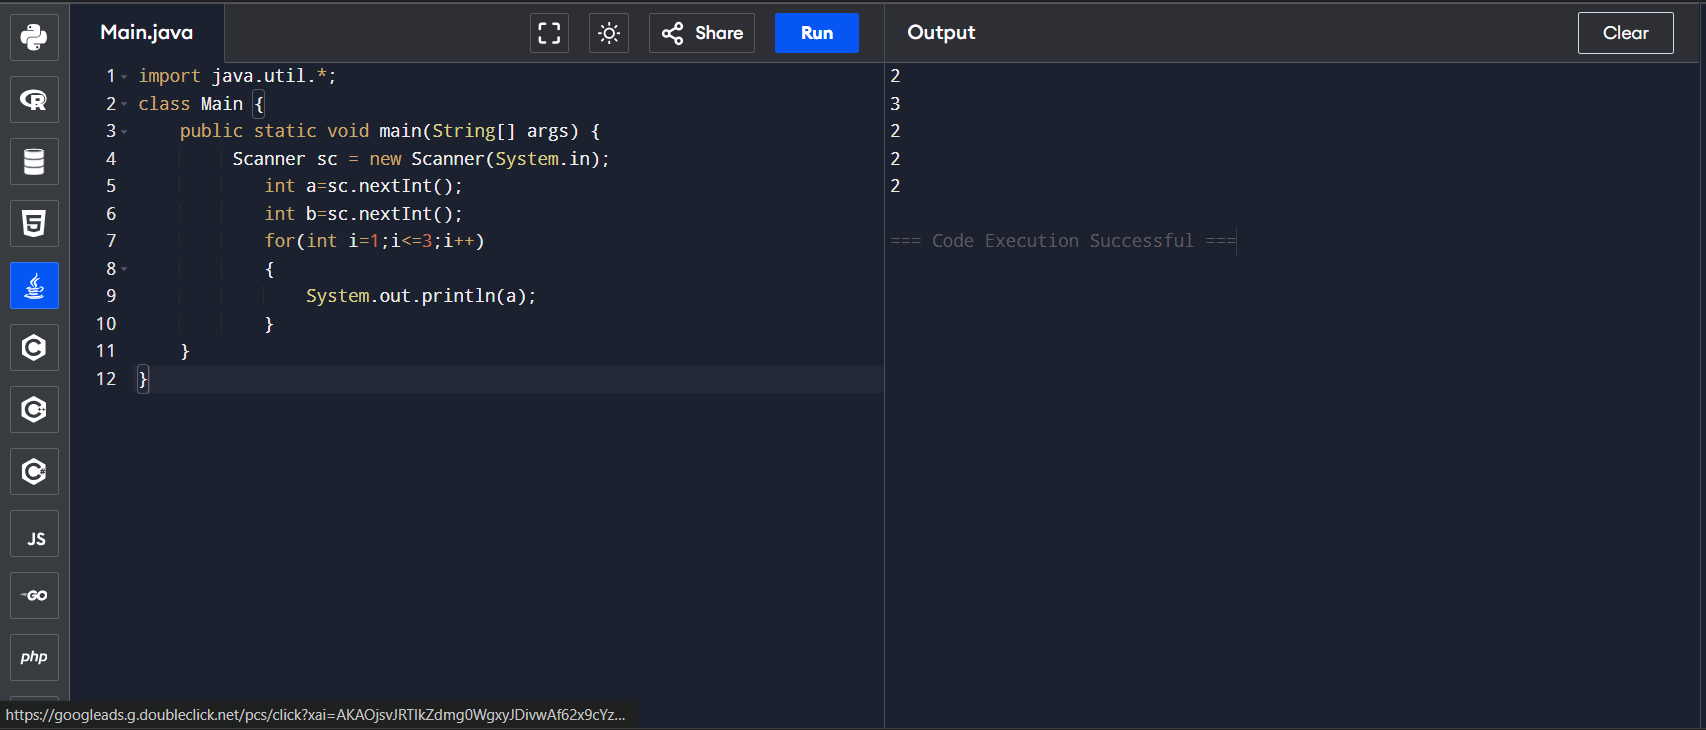 Main.java
Share
Run
Output
Clear
1 import java.util.*;
2 class Main {
3 public static void main(String[] args) {
4 Scanner sc = new Scanner(System.in);
5 int a=sc.nextInt();
6 int b=sc.nextInt();
7 for(int i=1;i<=3;i++)
8 {
9 System.out.println(a);
10 }
11 }
12 }
2
3
2
2
2
=== Code Execution Successful ===
R
5
C
C
C
JS
GO
php
https://googleads.g.doubleclick.net/pcs/click?xai=AKAOjsvJRTlkZdmg0WgxyJDivwAf62x9cYz...